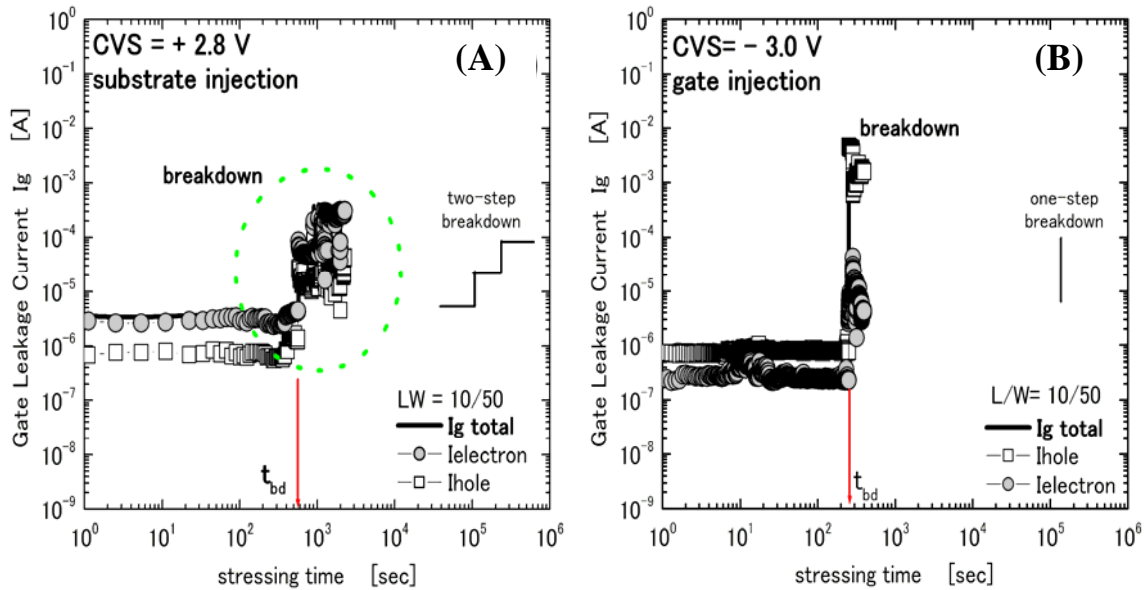 CVS = + 2.8 V
substrate injection
(A)
breakdown
two-step
breakdown
LW = 10/50
Ig total
Ielectron
Ihole
t_bd
Gate Leakage Current Ig [A]
10^1
10^0
10^-1
10^-2
10^-3
10^-4
10^-5
10^-6
10^-7
10^-8
10^-9
10^0 10^1 10^2 10^3 10^4 10^5 10^6
stressing time [sec]
CVS= - 3.0 V
gate injection
(B)
breakdown
one-step
breakdown
L/W= 10/50
Ig total
Ihole
Ielectron
t_bd
Gate Leakage Current Ig [A]
10^1
10^0
10^-1
10^-2
10^-3
10^-4
10^-5
10^-6
10^-7
10^-8
10^-9
10^0 10^1 10^2 10^3 10^4 10^5 10^6
stressing time [sec]